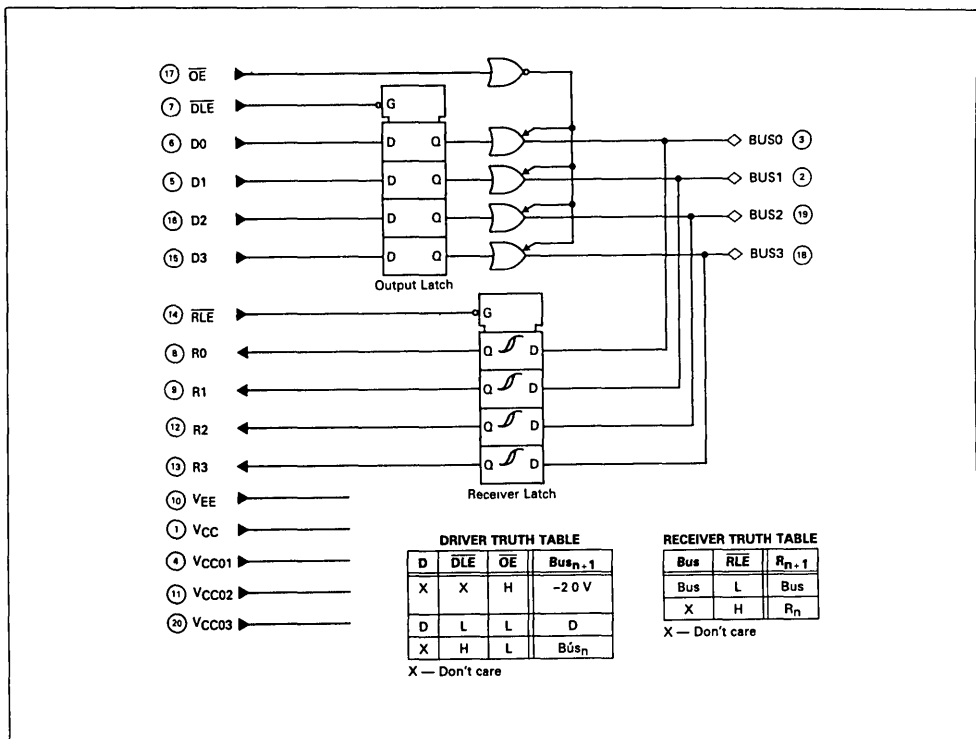 17 OE
7 DLE
G
6 D0
D Q
BUS0 3
5 D1
D Q
BUS1 2
16 D2
D Q
BUS2 19
15 D3
D Q
BUS3 18
Output Latch
14 RLE
G
8 R0
Q D
9 R1
Q D
12 R2
Q D
13 R3
Q D
Receiver Latch
10 VEE
1 VCC
4 VCC01
11 VCC02
20 VCC03
DRIVER TRUTH TABLE
D DLE OE Busn+1
X X H -2 0 V
D L L D
X H L Búsn
X — Don't care
RECEIVER TRUTH TABLE
Bus RLE Rn+1
Bus L Bus
X H Rn
X — Don't care